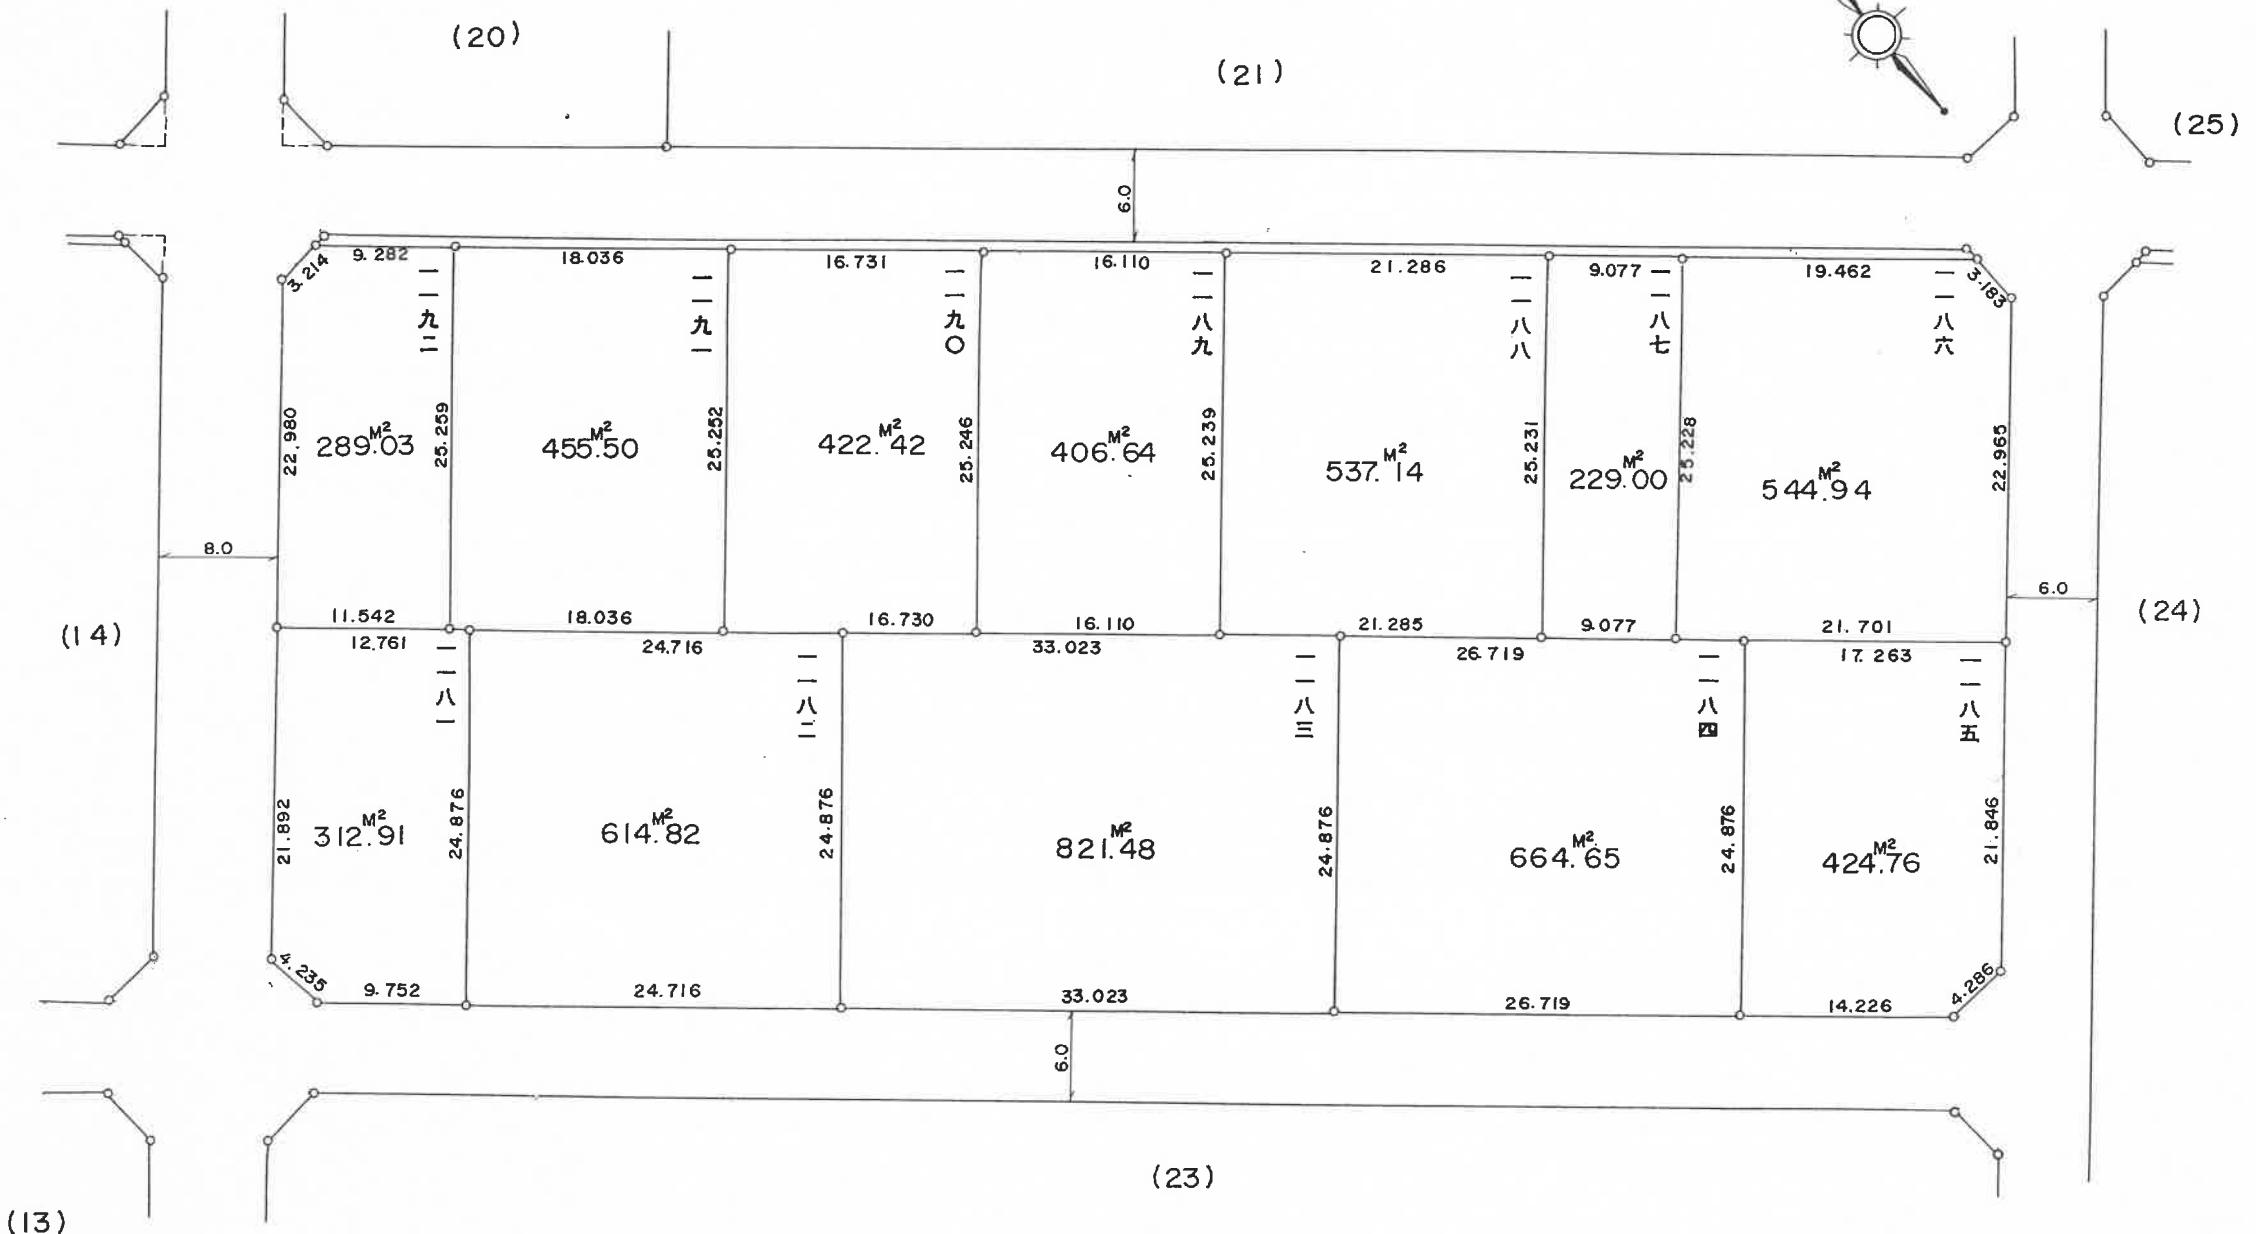 (20)
(21)
(25)
6.0
3.214
9.282
18.036
16.731
16.110
21.286
9.077
19.462
3.183
一一九二
一一九一
一一九〇
一一八九
一一八八
一一八七
一一八六
22.980
289.03 M²
25.259
455.50 M²
25.252
422.42 M²
25.246
406.64 M²
25.239
537.14 M²
25.231
229.00 M²
25.228
544.94 M²
22.965
8.0
6.0
(14)
(24)
11.542
18.036
16.730
16.110
21.285
9.077
21.701
12.761
24.716
33.023
26.719
17.263
一一八一
一一八二
一一八三
一一八四
一一八五
21.892
312.91 M²
24.876
614.82 M²
24.876
821.48 M²
24.876
664.65 M²
24.876
424.76 M²
21.846
4.235
9.752
24.716
33.023
26.719
14.226
4.286
6.0
(23)
(13)